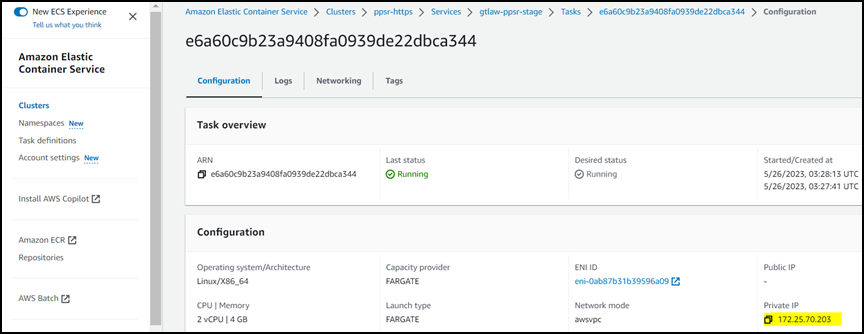 New ECS Experience
Tell us what you think
Amazon Elastic
Container Service
Clusters
Namespaces New
Task definitions
Account settings New
Install AWS Copilot
Amazon ECR
Repositories
AWS Batch
Amazon Elastic Container Service > Clusters > ppsr-https > Services > gtlaw-ppsr-stage > Tasks > e6a60c9b23a9408fa0939de22dbca344 > Configuration
e6a60c9b23a9408fa0939de22dbca344
Configuration Logs Networking Tags
Task overview
ARN Last status Desired status Started/Created at
e6a60c9b23a9408fa0939de22dbca344 Running Running 5/26/2023, 03:28:13 UTC
5/26/2023, 03:27:41 UTC
Configuration
Operating system/Architecture Capacity provider ENI ID Public IP
Linux/X86_64 FARGATE eni-0ab87b31b39596a09 -
CPU | Memory Launch type Network mode Private IP
2 vCPU | 4 GB FARGATE awsvpc 172.25.70.203